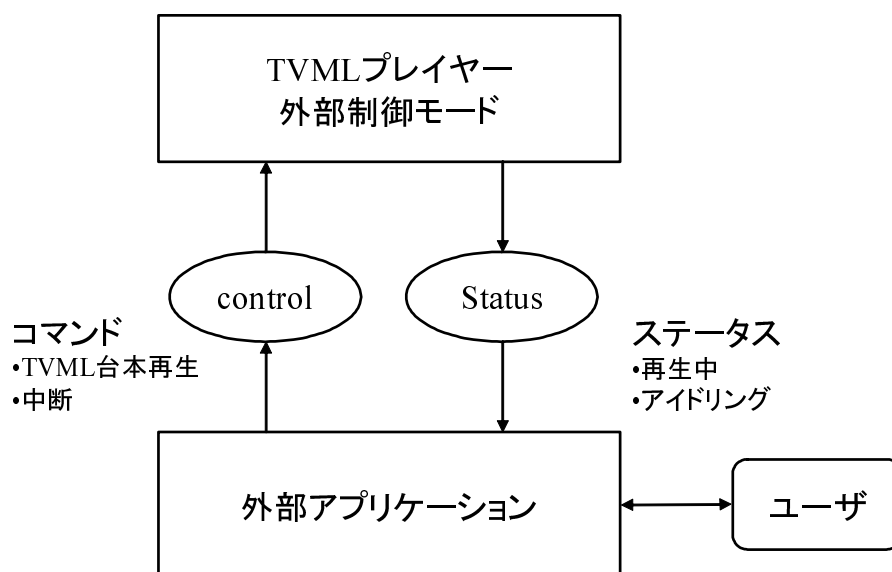 TVMLプレイヤー
外部制御モード
control
Status
コマンド
•TVML台本再生
•中断
ステータス
•再生中
•アイドリング
外部アプリケーション
ユーザ